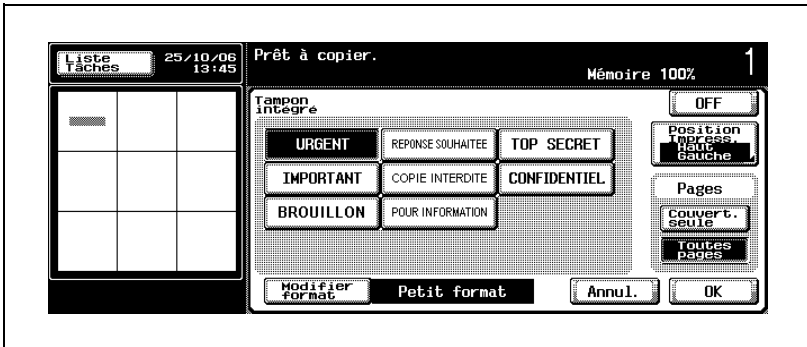 Liste
Tâches
25/10/06
13:45
Prêt à copier.
Mémoire 100%
1
Tampon
intégré
OFF
URGENT
REPONSE SOUHAITEE
TOP SECRET
IMPORTANT
COPIE INTERDITE
CONFIDENTIEL
BROUILLON
POUR INFORMATION
Position
Impress.
Haut
Gauche
Pages
Couvert.
seule
Toutes
pages
Modifier
format
Petit format
Annul.
OK